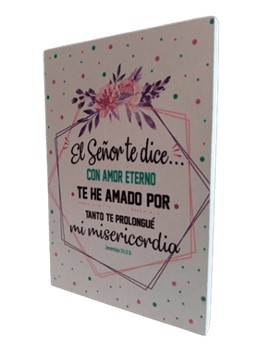 El Señor te dice...
CON AMOR ETERNO
TE HE AMADO POR
TANTO TE PROLONGUÉ
mi misericordia